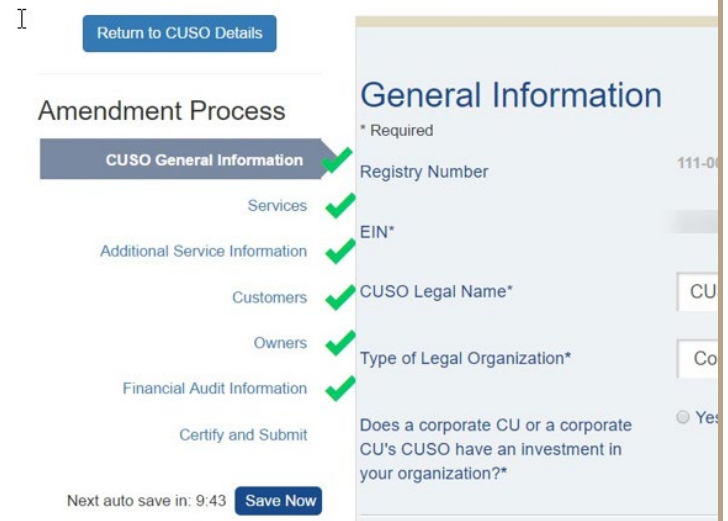 Return to CUSO Details
Amendment Process
CUSO General Information
Services
Additional Service Information
Customers
Owners
Financial Audit Information
Certify and Submit
Next auto save in: 9:43 Save Now
General Information
* Required
Registry Number
EIN*
CUSO Legal Name*
Type of Legal Organization*
Does a corporate CU or a corporate
CU's CUSO have an investment in
your organization?*
Yes